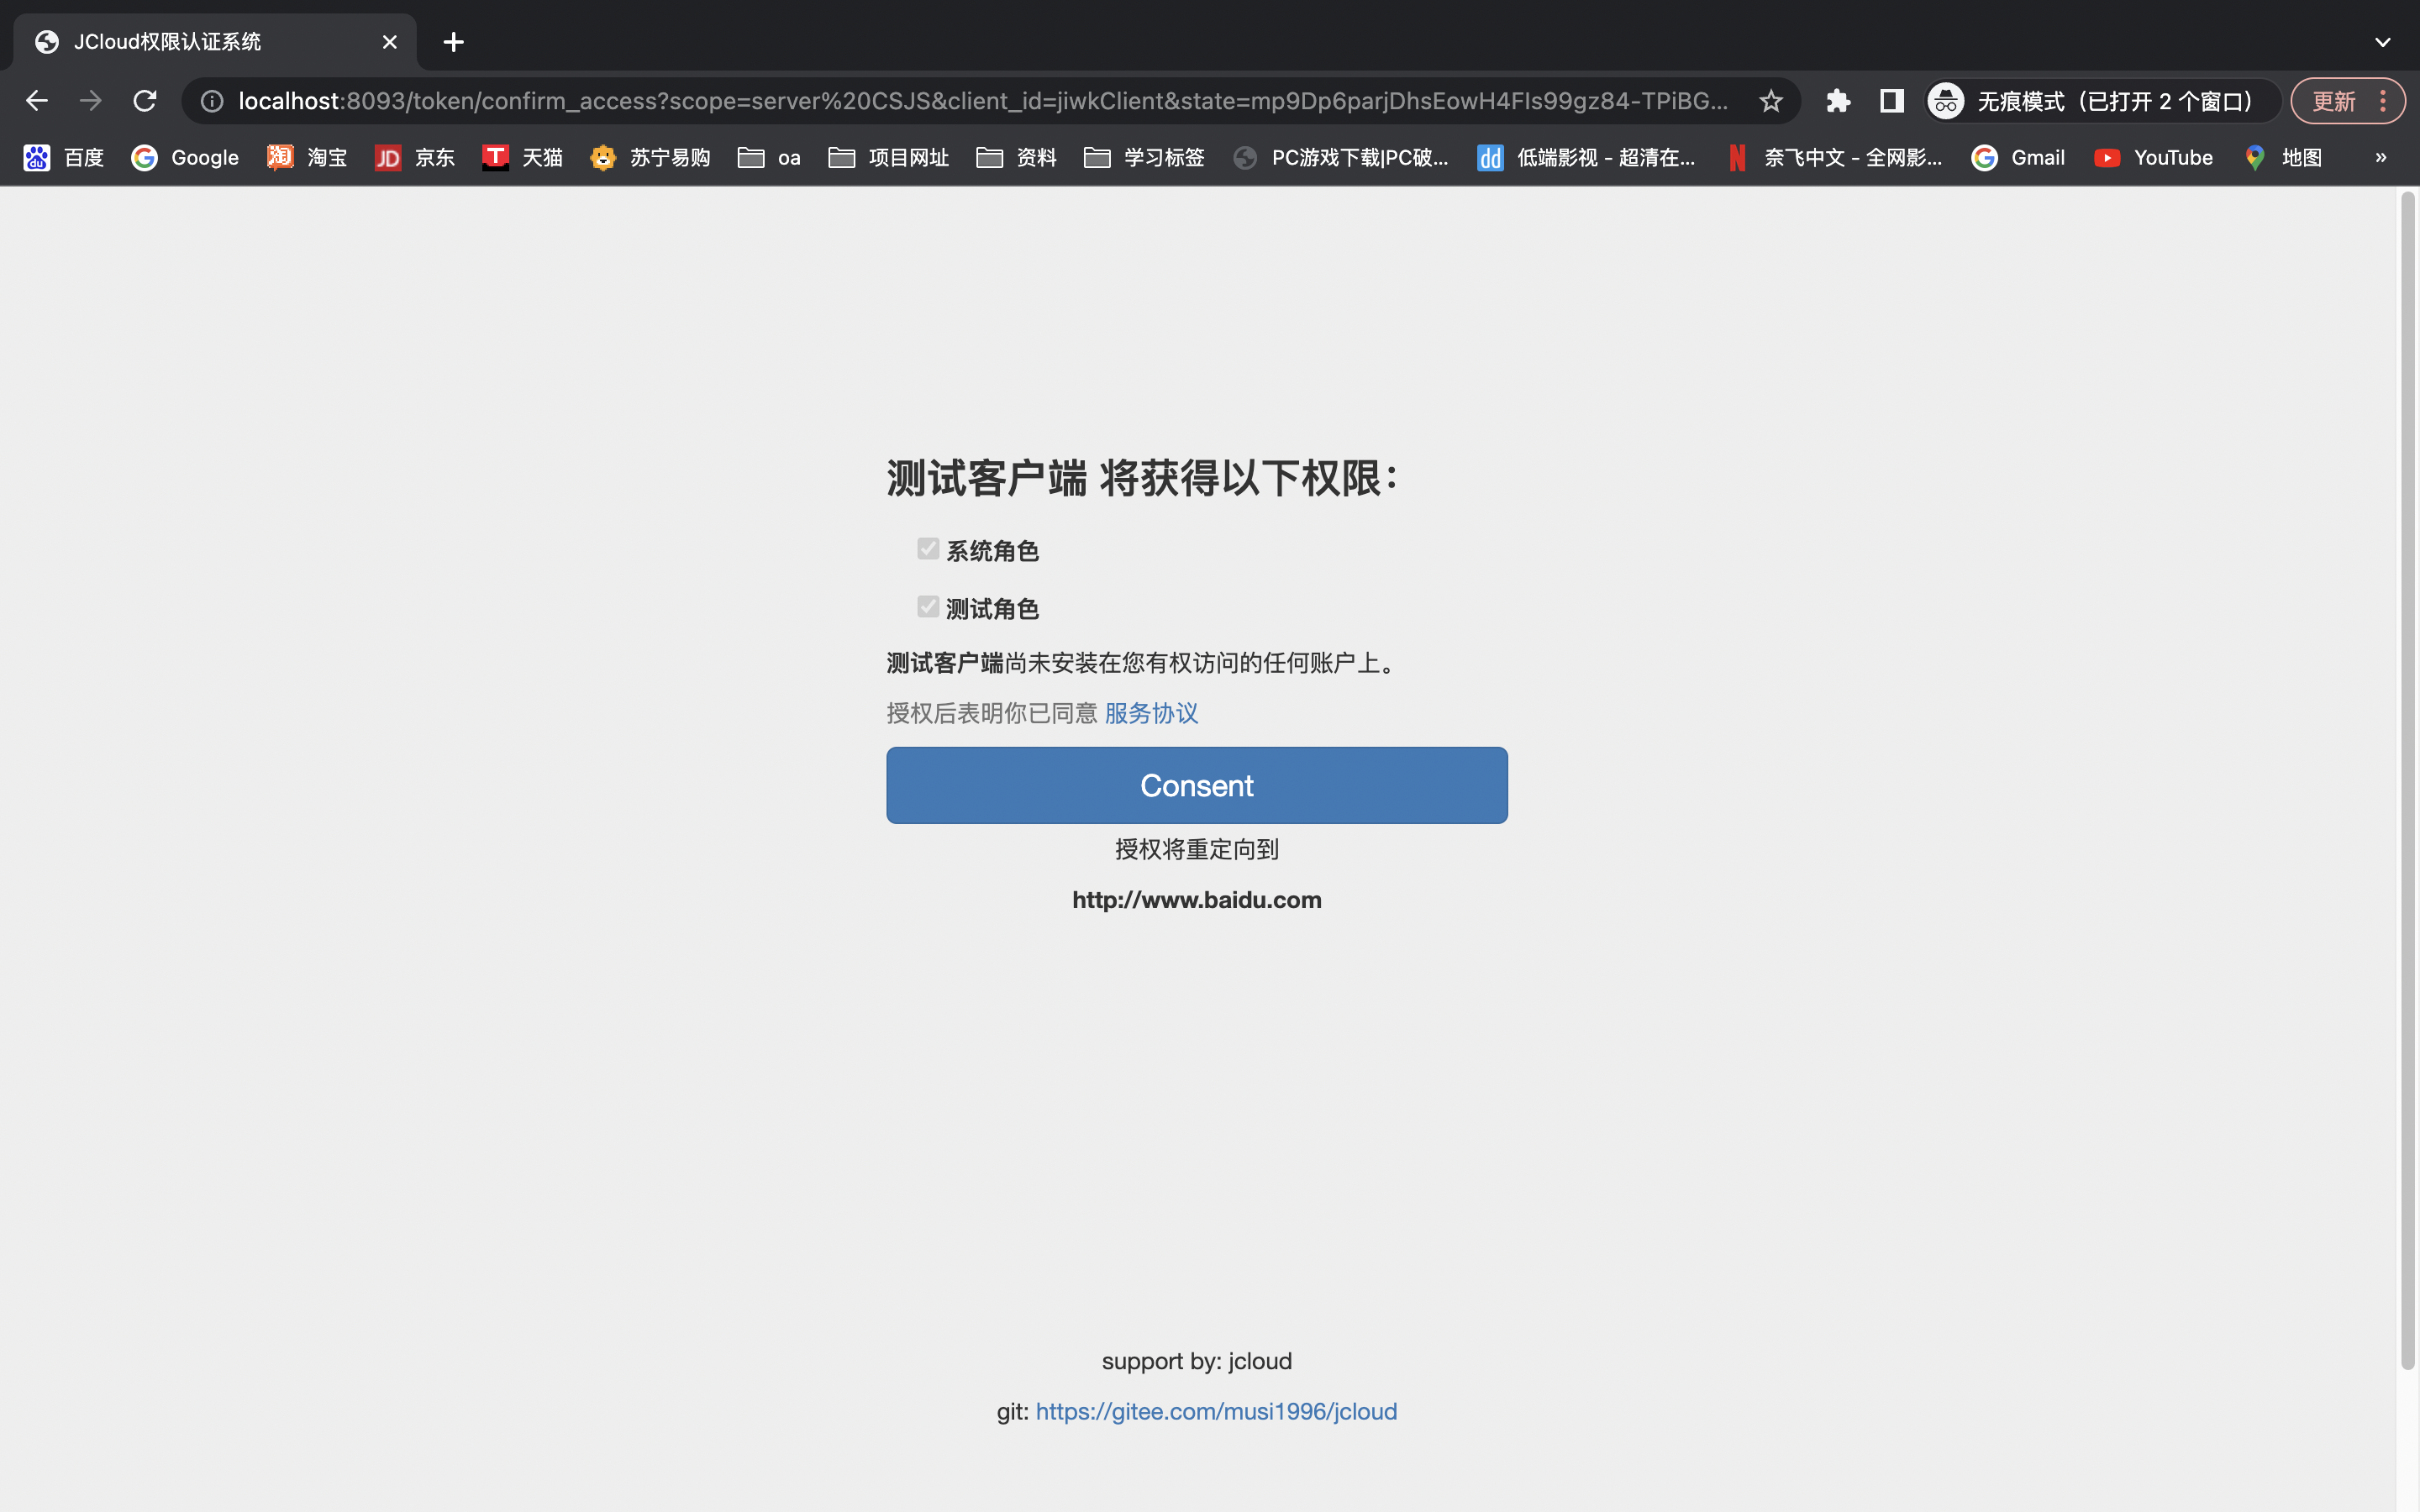 JCloud权限认证系统
localhost:8093/token/confirm_access?scope=server%20CSJS&client_id=jiwkClient&state=mp9Dp6parjDhsEowH4FIs99gz84-TPiBG...
无痕模式（已打开 2 个窗口）
更新
百度 Google 淘宝 京东 天猫 苏宁易购 oa 项目网址 资料 学习标签 PC游戏下载|PC破... 低端影视 - 超清在... 奈飞中文 - 全网影... Gmail YouTube 地图 »
测试客户端 将获得以下权限：
系统角色
测试角色
测试客户端尚未安装在您有权访问的任何账户上。
授权后表明你已同意 服务协议
Consent
授权将重定向到
http://www.baidu.com
support by: jcloud
git: https://gitee.com/musi1996/jcloud